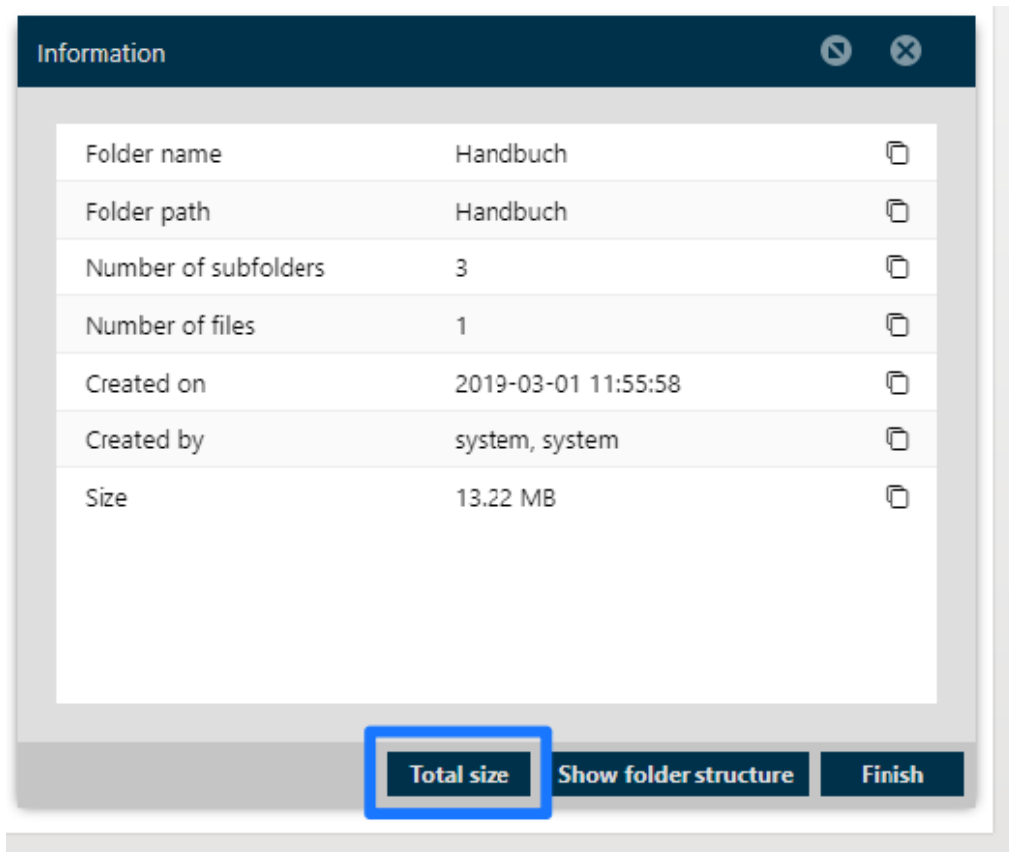 Information
Folder name Handbuch
Folder path Handbuch
Number of subfolders 3
Number of files 1
Created on 2019-03-01 11:55:58
Created by system, system
Size 13.22 MB
Total size Show folder structure Finish